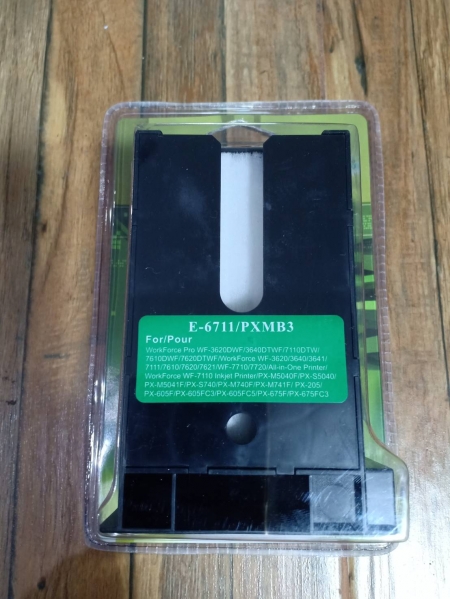 E-6711/PXMB3
For/Pour
WorkForce Pro WF-3620DWF/3640DTWF/7110DTW/
7610DWF/7620DTWF/WorkForce WF-3620/3640/3641/
7111/7610/7620/7621/WF-7710/7720/All-in-One Printer/
WorkForce WF-7110 Inkjet Printer/PX-M5040F/PX-S5040/
PX-M5041F/PX-S740/PX-M740F/PX-M741F/ PX-205/
PX-605F/PX-605FC3/PX-605FC5/PX-675F/PX-675FC3